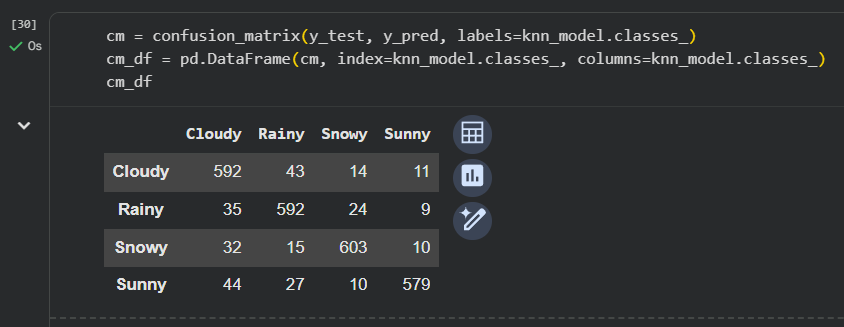 [30]
0s
cm = confusion_matrix(y_test, y_pred, labels=knn_model.classes_)
cm_df = pd.DataFrame(cm, index=knn_model.classes_, columns=knn_model.classes_)
cm_df
Cloudy Rainy Snowy Sunny
Cloudy 592 43 14 11
Rainy 35 592 24 9
Snowy 32 15 603 10
Sunny 44 27 10 579